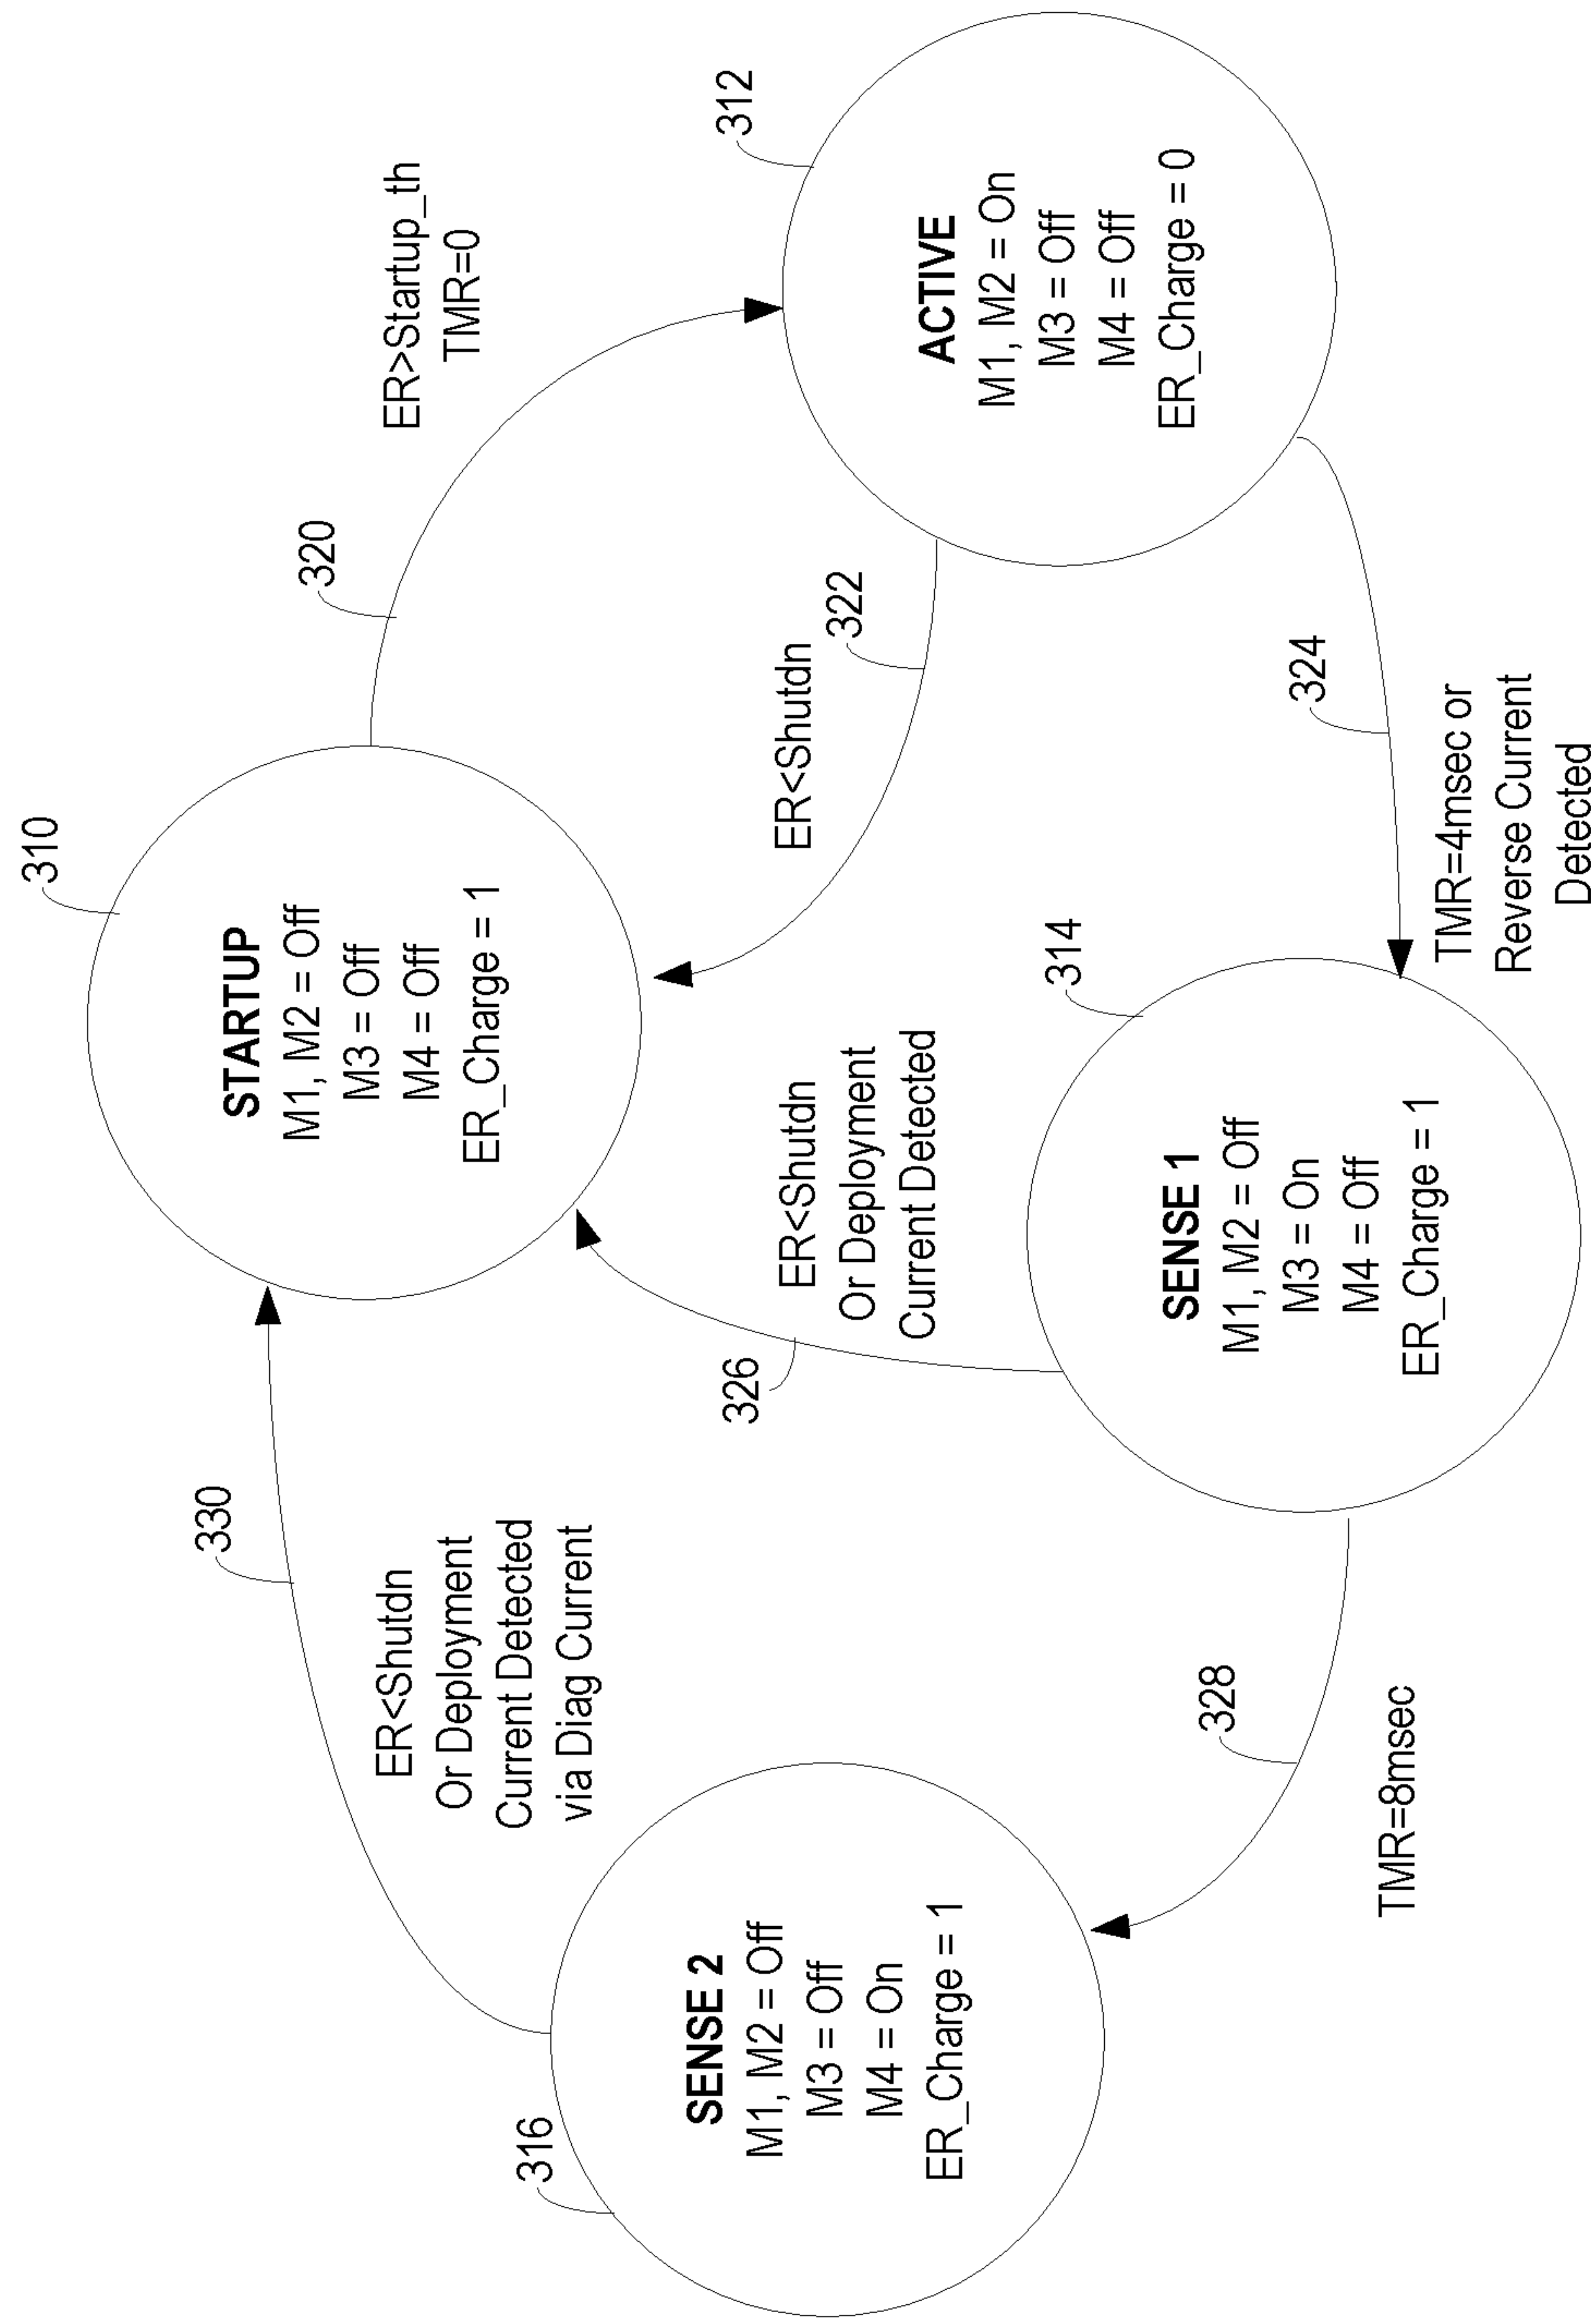 310
STARTUP
M1, M2 = Off
M3 = Off
M4 = Off
ER_Charge = 1
320
ER>Startup_th
TMR=0
312
ACTIVE
M1, M2 = On
M3 = Off
M4 = Off
ER_Charge = 0
322
ER<Shutdn
324
TMR=4msec or
Reverse Current
Detected
314
SENSE 1
M1, M2 = Off
M3 = On
M4 = Off
ER_Charge = 1
326
ER<Shutdn
Or Deployment
Current Detected
328
TMR=8msec
316
SENSE 2
M1, M2 = Off
M3 = Off
M4 = On
ER_Charge = 1
330
ER<Shutdn
Or Deployment
Current Detected
via Diag Current